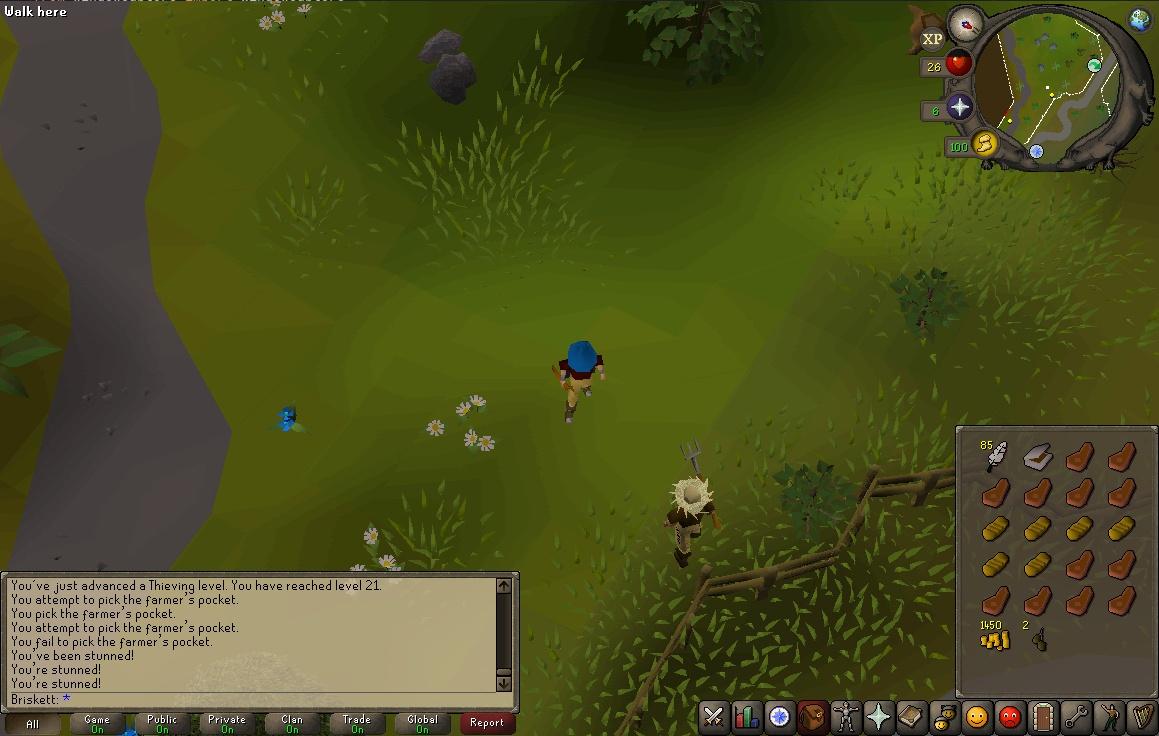 Walk here
XP
26
6
100
85
1450
2
You've just advanced a Thieving level. You have reached level 21.
You attempt to pick the farmer's pocket.
You pick the farmer's pocket.
You attempt to pick the farmer's pocket.
You fail to pick the farmer's pocket.
You've been stunned!
You're stunned!
You're stunned!
Briskett: *
All
Game
On
Public
On
Private
On
Clan
On
Trade
On
Global
On
Report